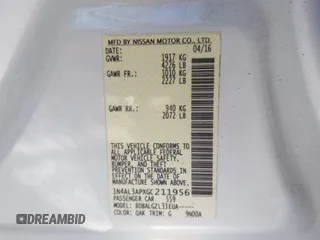 MFD BY NISSAN MOTOR CO., LTD.
DATE: 04/16
GVWR: 1917 KG
4226 LB
GAWR FR: 1010 KG
2227 LB
GAWR RR: 940 KG
2072 LB
THIS VEHICLE CONFORMS TO
ALL APPLICABLE FEDERAL
MOTOR VEHICLE SAFETY, BUMPER,
AND THEFT PREVENTION
STANDARDS IN EFFECT ON THE
DATE OF MANUFACTURE
SHOWN ABOVE.
1N4AL3APXGC211956
PASSENGER CAR 559
MODEL: BDBALGZL33EUA-----
COLOR: QAK TRIM: G 9N00A
DREAMBID
DREAMBID.COM